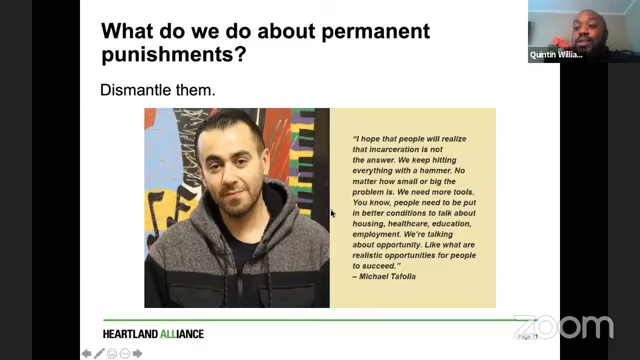 What do we do about permanent
punishments?
Dismantle them.
"I hope that people will realize
that incarceration is not
the answer. We keep hitting
everything with a hammer. No
matter how small or big the
problem is. We need more tools.
You know, people need to be put
in better conditions to talk about
housing, healthcare, education,
employment. We're talking
about opportunity. Like what are
realistic opportunities for people
to succeed."
– Michael Tafolla
Quintin Willia...
HEARTLAND ALLIANCE
Page 11
zoom